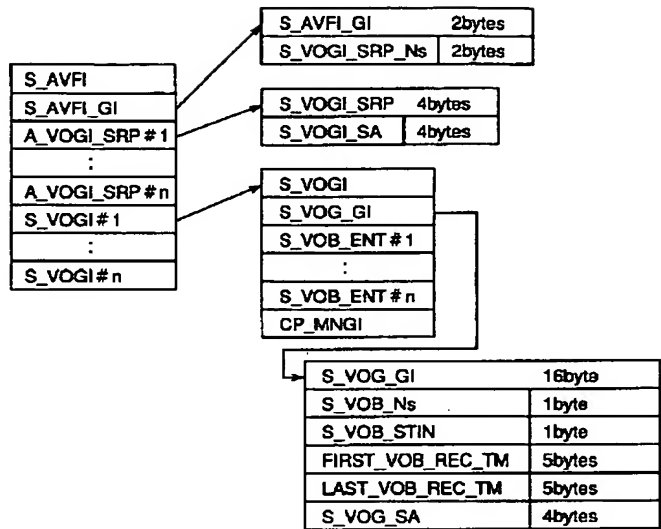 S_AVFI_GI 2bytes
S_VOGI_SRP_Ns 2bytes
S_AVFI
S_AVFI_GI
A_VOGI_SRP#1
:
A_VOGI_SRP#n
S_VOGI#1
:
S_VOGI#n
S_VOGI_SRP 4bytes
S_VOGI_SA 4bytes
S_VOGI
S_VOG_GI
S_VOB_ENT#1
:
S_VOB_ENT#n
CP_MNGI
S_VOG_GI 16byte
S_VOB_Ns 1byte
S_VOB_STIN 1byte
FIRST_VOB_REC_TM 5bytes
LAST_VOB_REC_TM 5bytes
S_VOG_SA 4bytes